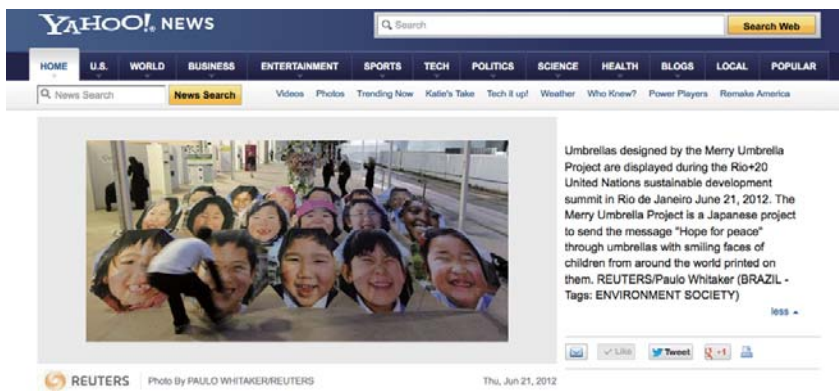 YAHOO! NEWS
Search
Search Web
HOME U.S. WORLD BUSINESS ENTERTAINMENT SPORTS TECH POLITICS SCIENCE HEALTH BLOGS LOCAL POPULAR
News Search
News Search
Videos Photos Trending Now Katie's Take Tech it up! Weather Who Knew? Power Players Remake America
Umbrellas designed by the Merry Umbrella
Project are displayed during the Rio+20
United Nations sustainable development
summit in Rio de Janeiro June 21, 2012. The
Merry Umbrella Project is a Japanese project
to send the message "Hope for peace"
through umbrellas with smiling faces of
children from around the world printed on
them. REUTERS/Paulo Whitaker (BRAZIL -
Tags: ENVIRONMENT SOCIETY)
less
Like Tweet g +1
REUTERS Photo By PAULO WHITAKER/REUTERS Thu, Jun 21, 2012